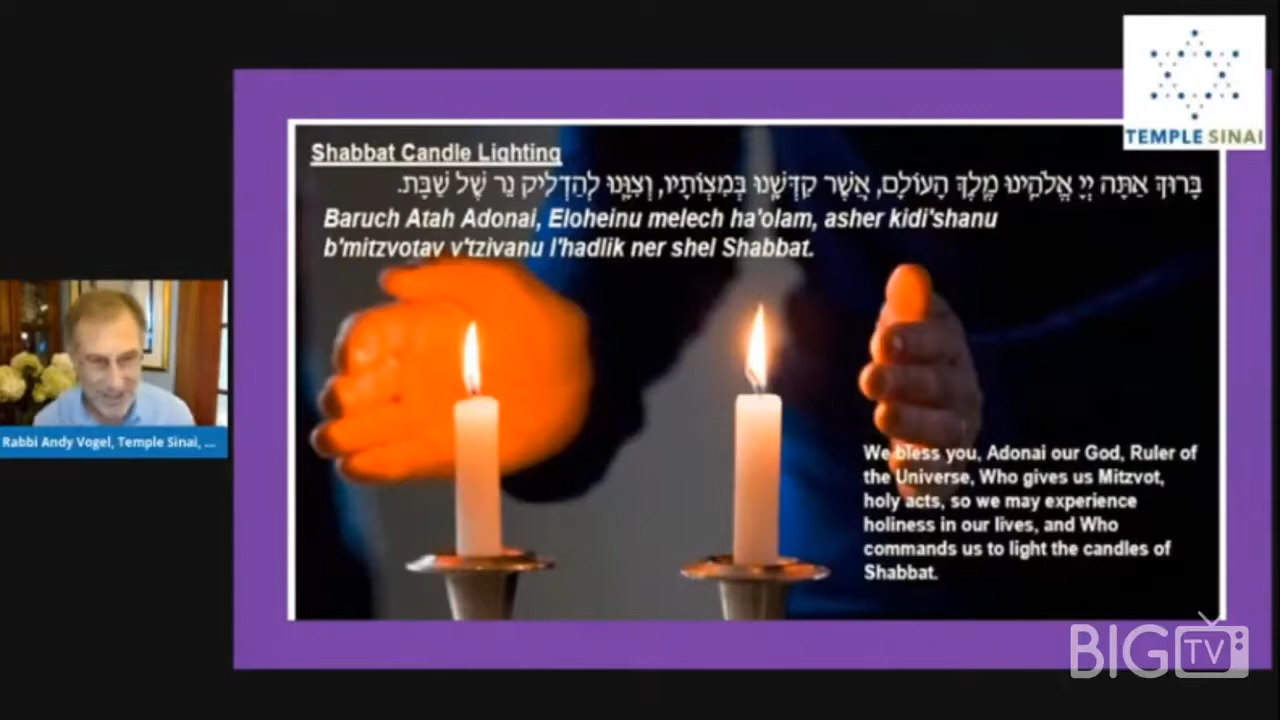 TEMPLE SINAI
Shabbat Candle Lighting
בָּרוּךְ אַתָּה יְיָ אֱלֹהֵינוּ מֶלֶךְ הָעוֹלָם, אֲשֶׁר קִדְּשָׁנוּ בְּמִצְוֹתָיו, וְצִוָּנוּ לְהַדְלִיק נֵר שֶׁל שַׁבָּת.
Baruch Atah Adonai, Eloheinu melech ha'olam, asher kidi'shanu
b'mitzvotav v'tzivanu l'hadlik ner shel Shabbat.
Rabbi Andy Vogel, Temple Sinai, ...
We bless you, Adonai our God, Ruler of
the Universe, Who gives us Mitzvot,
holy acts, so we may experience
holiness in our lives, and Who
commands us to light the candles of
Shabbat.
BIG TV